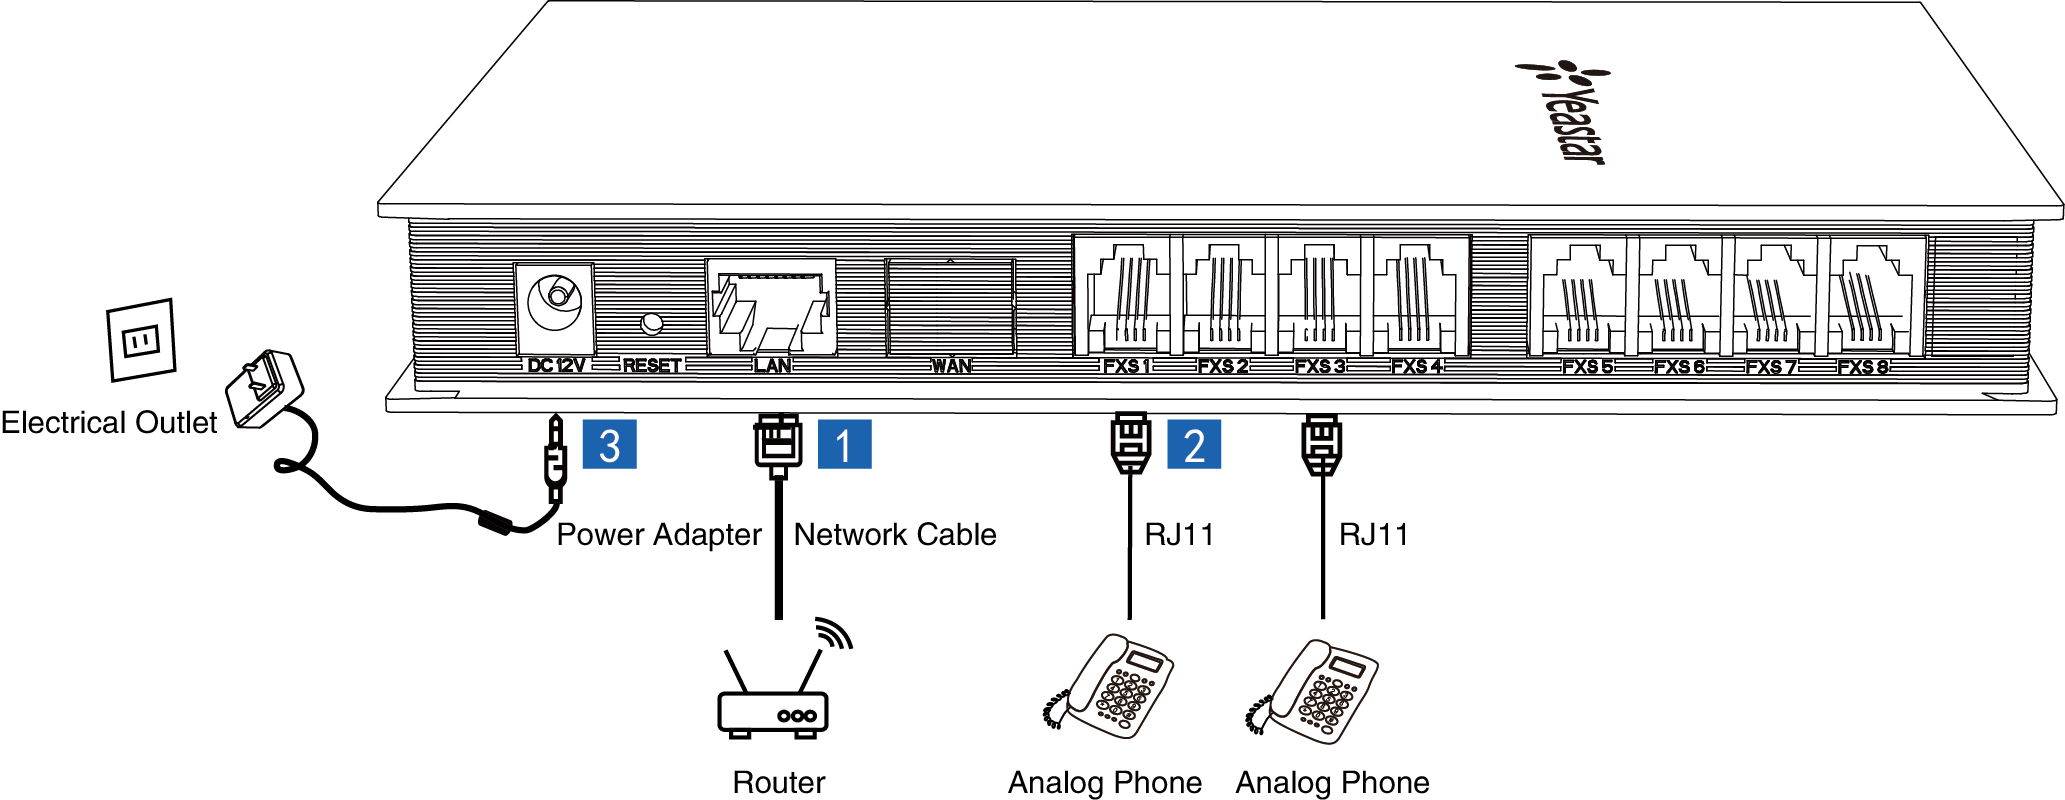 Yeastar
DC 12V RESET LAN WAN FXS 1 FXS 2 FXS 3 FXS 4 FXS 5 FXS 6 FXS 7 FXS 8
Electrical Outlet
3 1 2
Power Adapter Network Cable RJ11 RJ11
Router Analog Phone Analog Phone